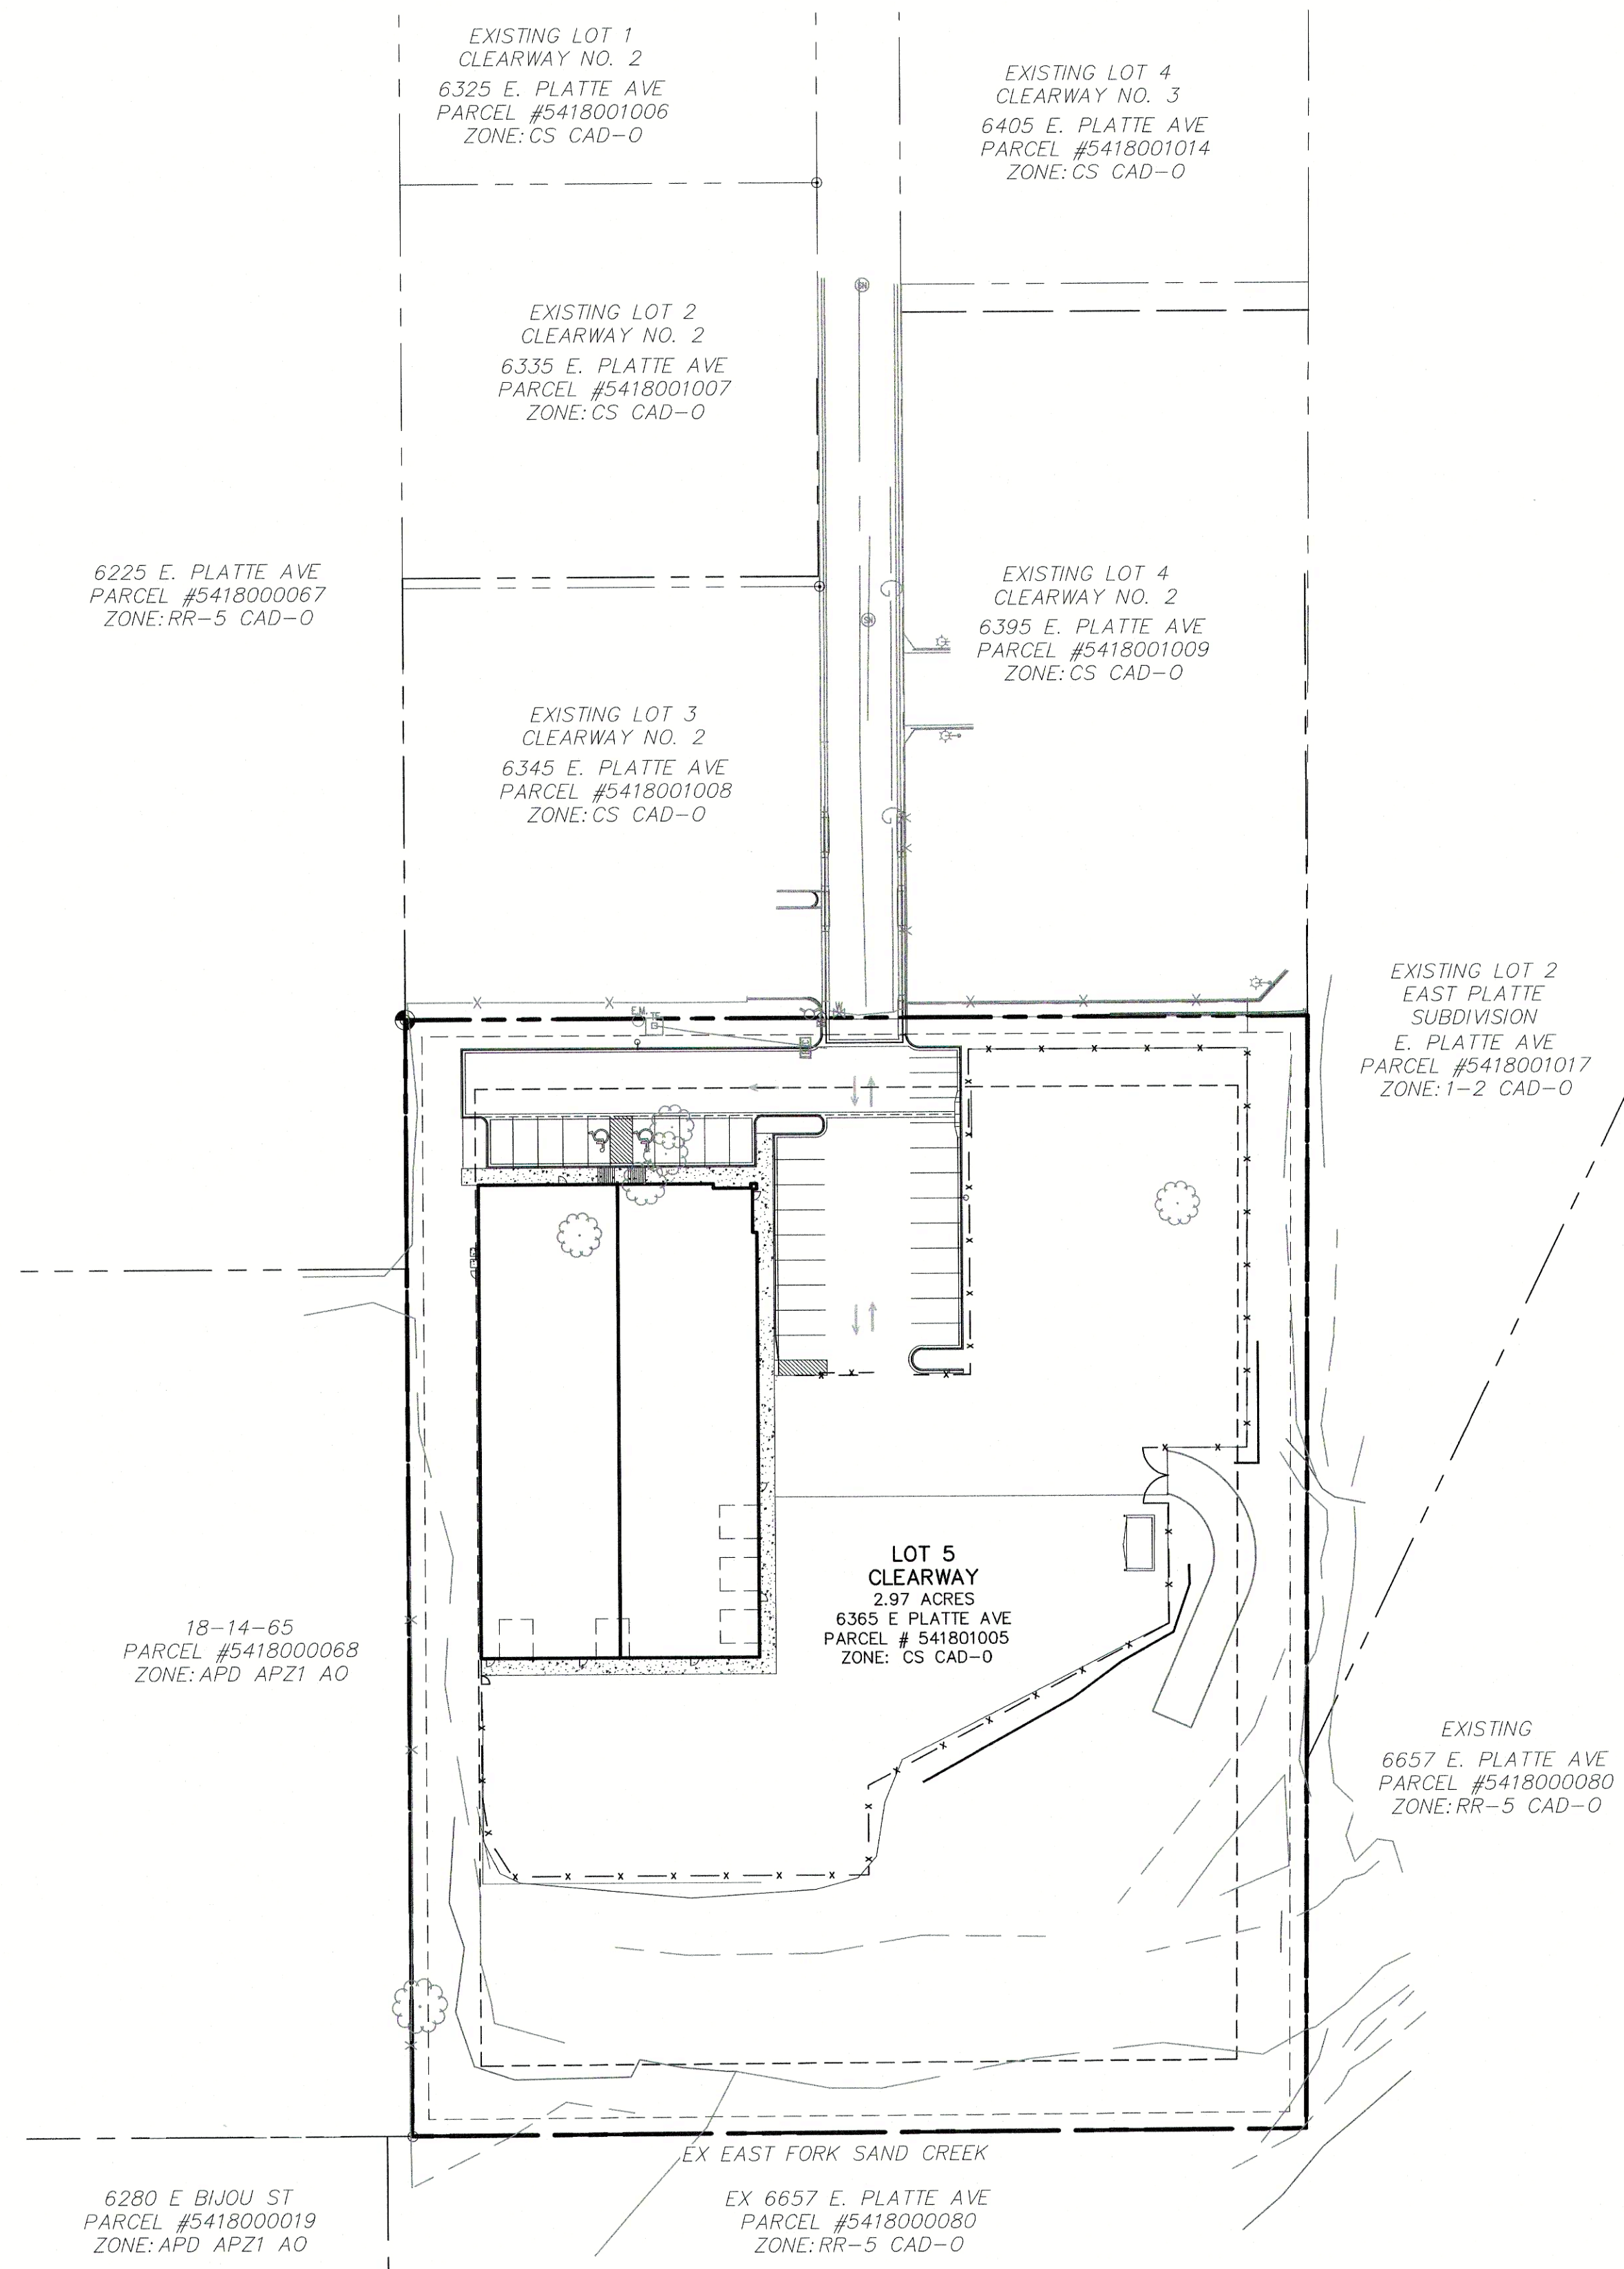 EXISTING LOT 1
CLEARWAY NO. 2
6325 E. PLATTE AVE
PARCEL #5418001006
ZONE: CS CAD-O
EXISTING LOT 4
CLEARWAY NO. 3
6405 E. PLATTE AVE
PARCEL #5418001014
ZONE: CS CAD-O
SN
EXISTING LOT 2
CLEARWAY NO. 2
6335 E. PLATTE AVE
PARCEL #5418001007
ZONE: CS CAD-O
6225 E. PLATTE AVE
PARCEL #5418000067
ZONE: RR-5 CAD-O
EXISTING LOT 4
CLEARWAY NO. 2
6395 E. PLATTE AVE
PARCEL #5418001009
ZONE: CS CAD-O
SN
EXISTING LOT 3
CLEARWAY NO. 2
6345 E. PLATTE AVE
PARCEL #5418001008
ZONE: CS CAD-O
EXISTING LOT 2
EAST PLATTE
SUBDIVISION
E. PLATTE AVE
PARCEL #5418001017
ZONE: 1-2 CAD-O
LOT 5
CLEARWAY
2.97 ACRES
6365 E PLATTE AVE
PARCEL # 541801005
ZONE: CS CAD-O
18-14-65
PARCEL #5418000068
ZONE: APD APZ1 AO
EXISTING
6657 E. PLATTE AVE
PARCEL #5418000080
ZONE: RR-5 CAD-O
EX EAST FORK SAND CREEK
6280 E BIJOU ST
PARCEL #5418000019
ZONE: APD APZ1 AO
EX 6657 E. PLATTE AVE
PARCEL #5418000080
ZONE: RR-5 CAD-O